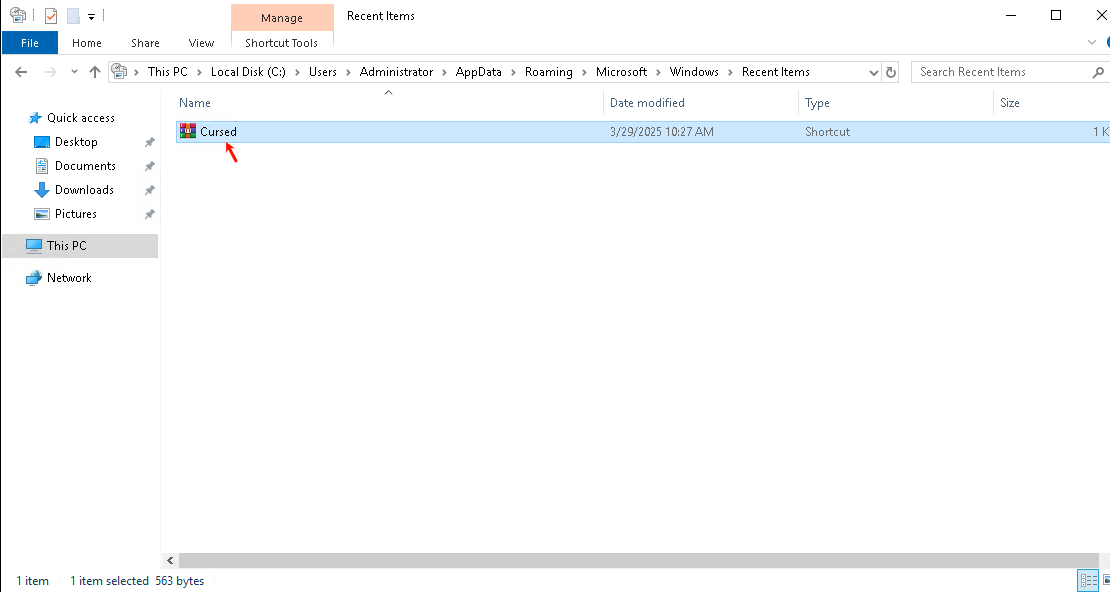 Manage
Recent Items
File
Home
Share
View
Shortcut Tools
This PC > Local Disk (C:) > Users > Administrator > AppData > Roaming > Microsoft > Windows > Recent Items
Search Recent Items
Quick access
Desktop
Documents
Downloads
Pictures
This PC
Network
Name
Date modified
Type
Size
Cursed
3/29/2025 10:27 AM
Shortcut
1 K
1 item
1 item selected 563 bytes